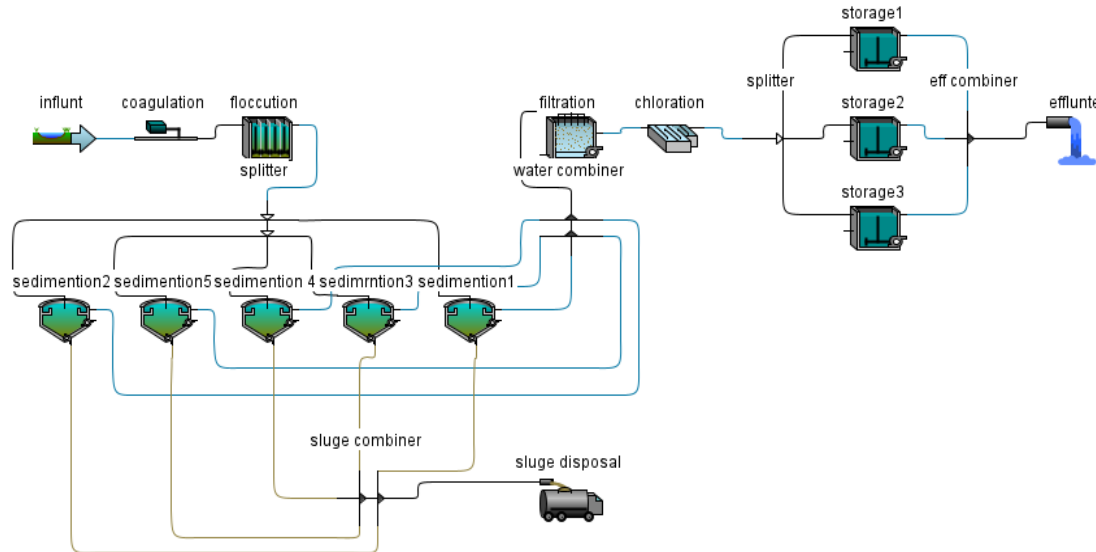 storage1
splitter
eff combiner
influnt
coagulation
floccution
filtration
chloration
storage2
efflunte
splitter
water combiner
storage3
sedimention2
sedimention5
sedimention 4
sedimrntion3
sedimention1
sluge combiner
sluge disposal